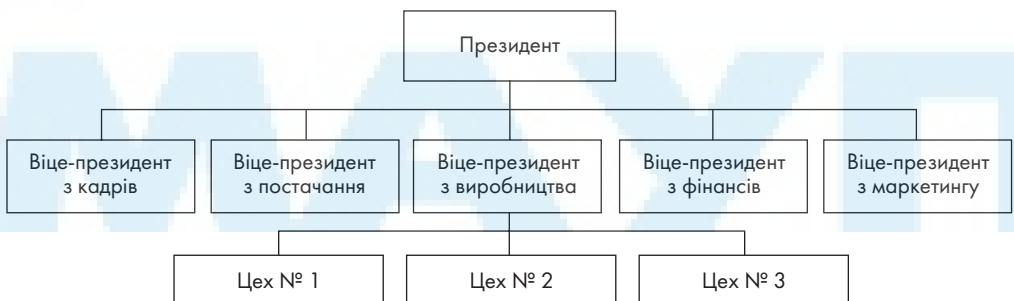 Президент
Віце-президент
з кадрів
Віце-президент
з постачання
Віце-президент
з виробництва
Віце-президент
з фінансів
Віце-президент
з маркетингу
Цех № 1
Цех № 2
Цех № 3
МАУП